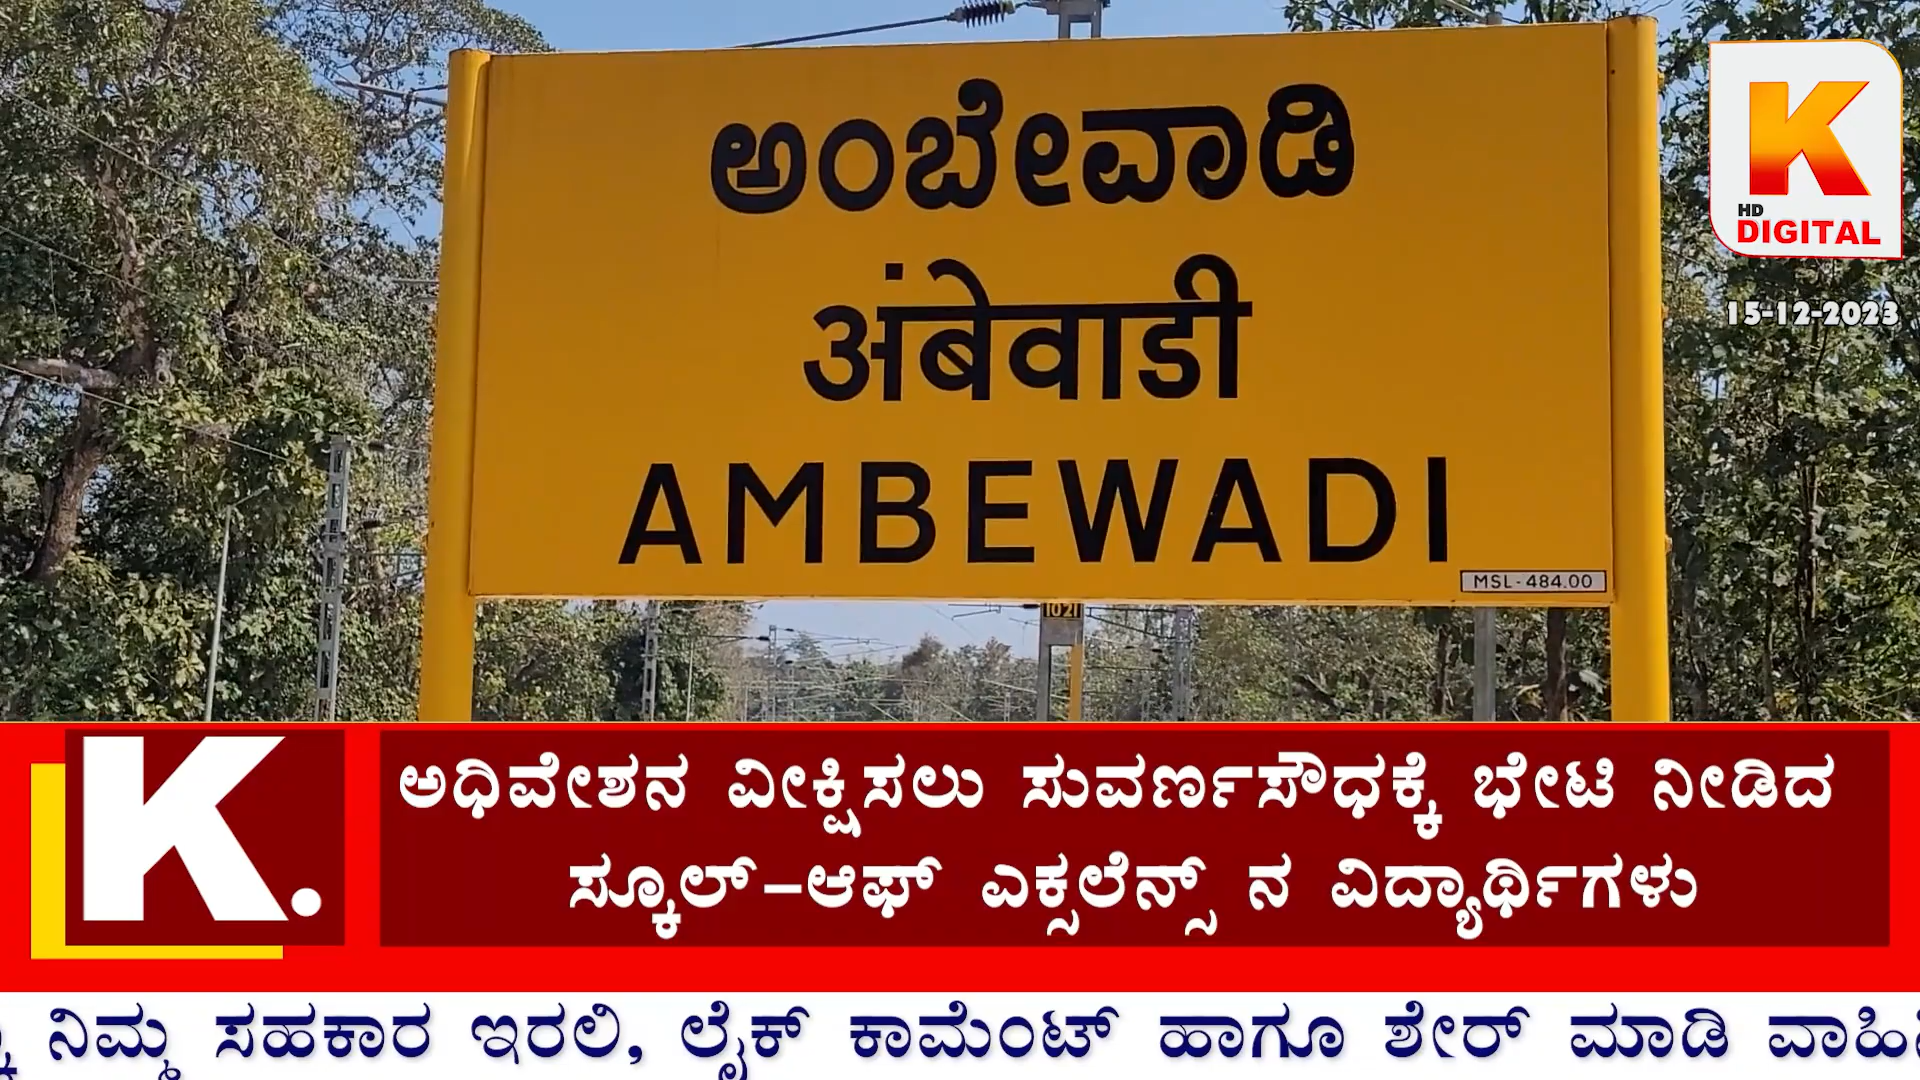 ಅಂಬೇವಾಡಿ
अंबेवाडी
AMBEWADI
MSL-484.00
1021
K
HD
DIGITAL
15-12-2023
K.
ಅಧಿವೇಶನ ವೀಕ್ಷಿಸಲು ಸುವರ್ಣಸೌಧಕ್ಕೆ ಭೇಟಿ ನೀಡಿದ
ಸ್ಕೂಲ್-ಆಫ್ ಎಕ್ಸಲೆನ್ಸ್ ನ ವಿದ್ಯಾರ್ಥಿಗಳು
ನಿಮ್ಮ ಸಹಕಾರ ಇರಲಿ, ಲೈಕ್ ಕಾಮೆಂಟ್ ಹಾಗೂ ಶೇರ್ ಮಾಡಿ